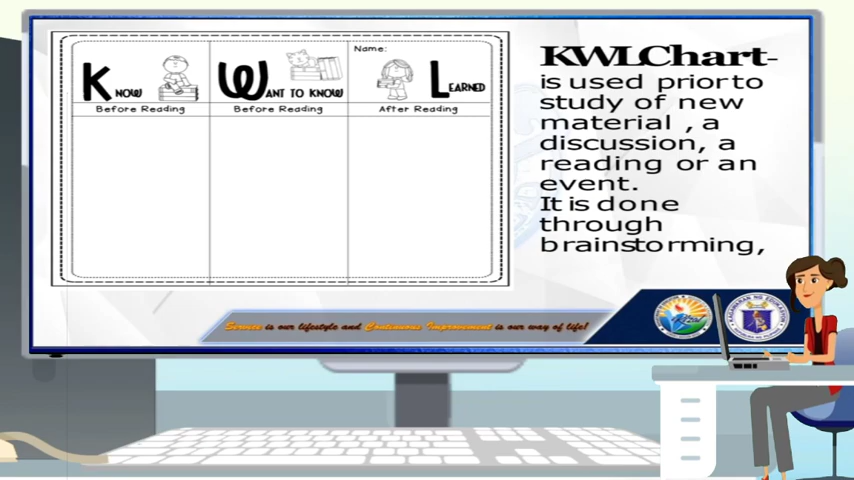 Name:
KNOW
WANT TO KNOW
LEARNED
Before Reading
Before Reading
After Reading
KWLChart-
is used prior to
study of new
material , a
discussion, a
reading or an
event.
It is done
through
brainstorming,
Service is our lifestyle and Continuous Improvement is our way of life!